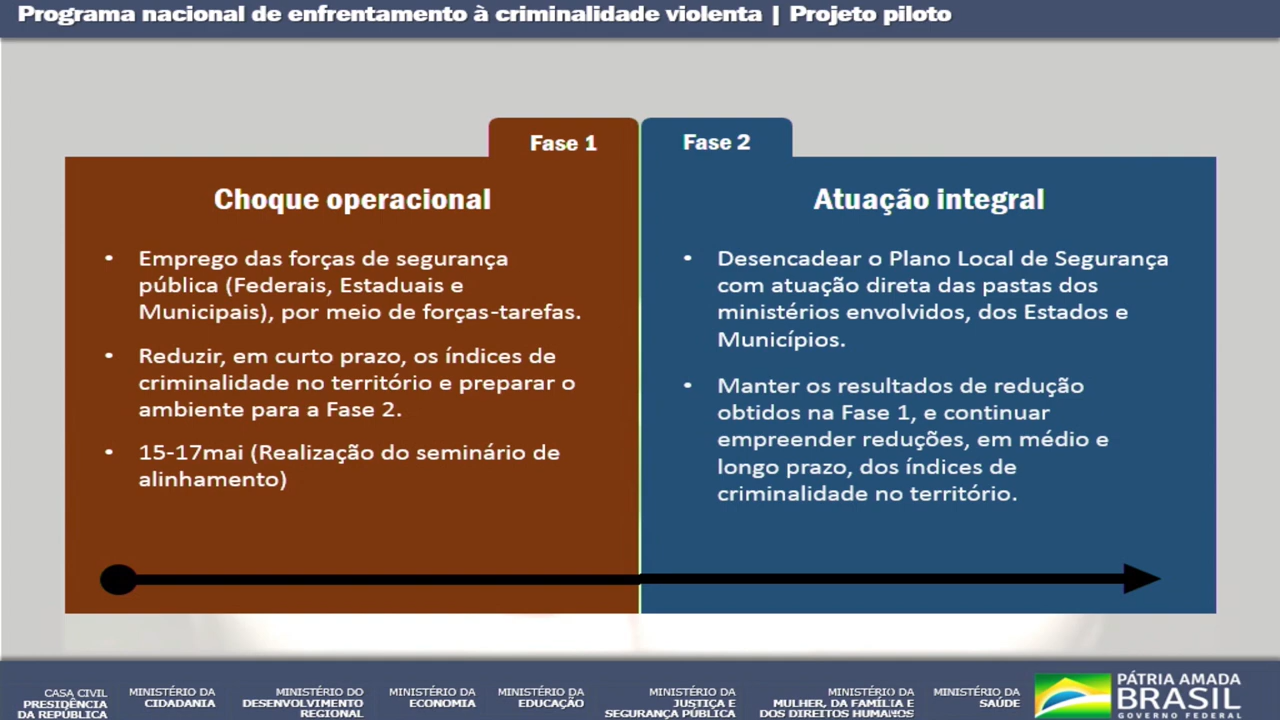 Programa nacional de enfrentamento à criminalidade violenta | Projeto piloto
Fase 1
Choque operacional
• Emprego das forças de segurança
pública (Federais, Estaduais e
Municipais), por meio de forças-tarefas.
• Reduzir, em curto prazo, os índices de
criminalidade no território e preparar o
ambiente para a Fase 2.
• 15-17mai (Realização do seminário de
alinhamento)
Fase 2
Atuação integral
• Desencadear o Plano Local de Segurança
com atuação direta das pastas dos
ministérios envolvidos, dos Estados e
Municípios.
• Manter os resultados de redução
obtidos na Fase 1, e continuar
empreender reduções, em médio e
longo prazo, dos índices de
criminalidade no território.
CASA CIVIL
PRESIDÊNCIA
DA REPÚBLICA
MINISTÉRIO DA
CIDADANIA
MINISTÉRIO DO
DESENVOLVIMENTO
REGIONAL
MINISTÉRIO DA
ECONOMIA
MINISTÉRIO DA
EDUCAÇÃO
MINISTÉRIO DA
JUSTIÇA E
SEGURANÇA PÚBLICA
MINISTÉRIO DA
MULHER, DA FAMÍLIA E
DOS DIREITOS HUMANOS
MINISTÉRIO DA
SAÚDE
PÁTRIA AMADA
BRASIL
GOVERNO FEDERAL